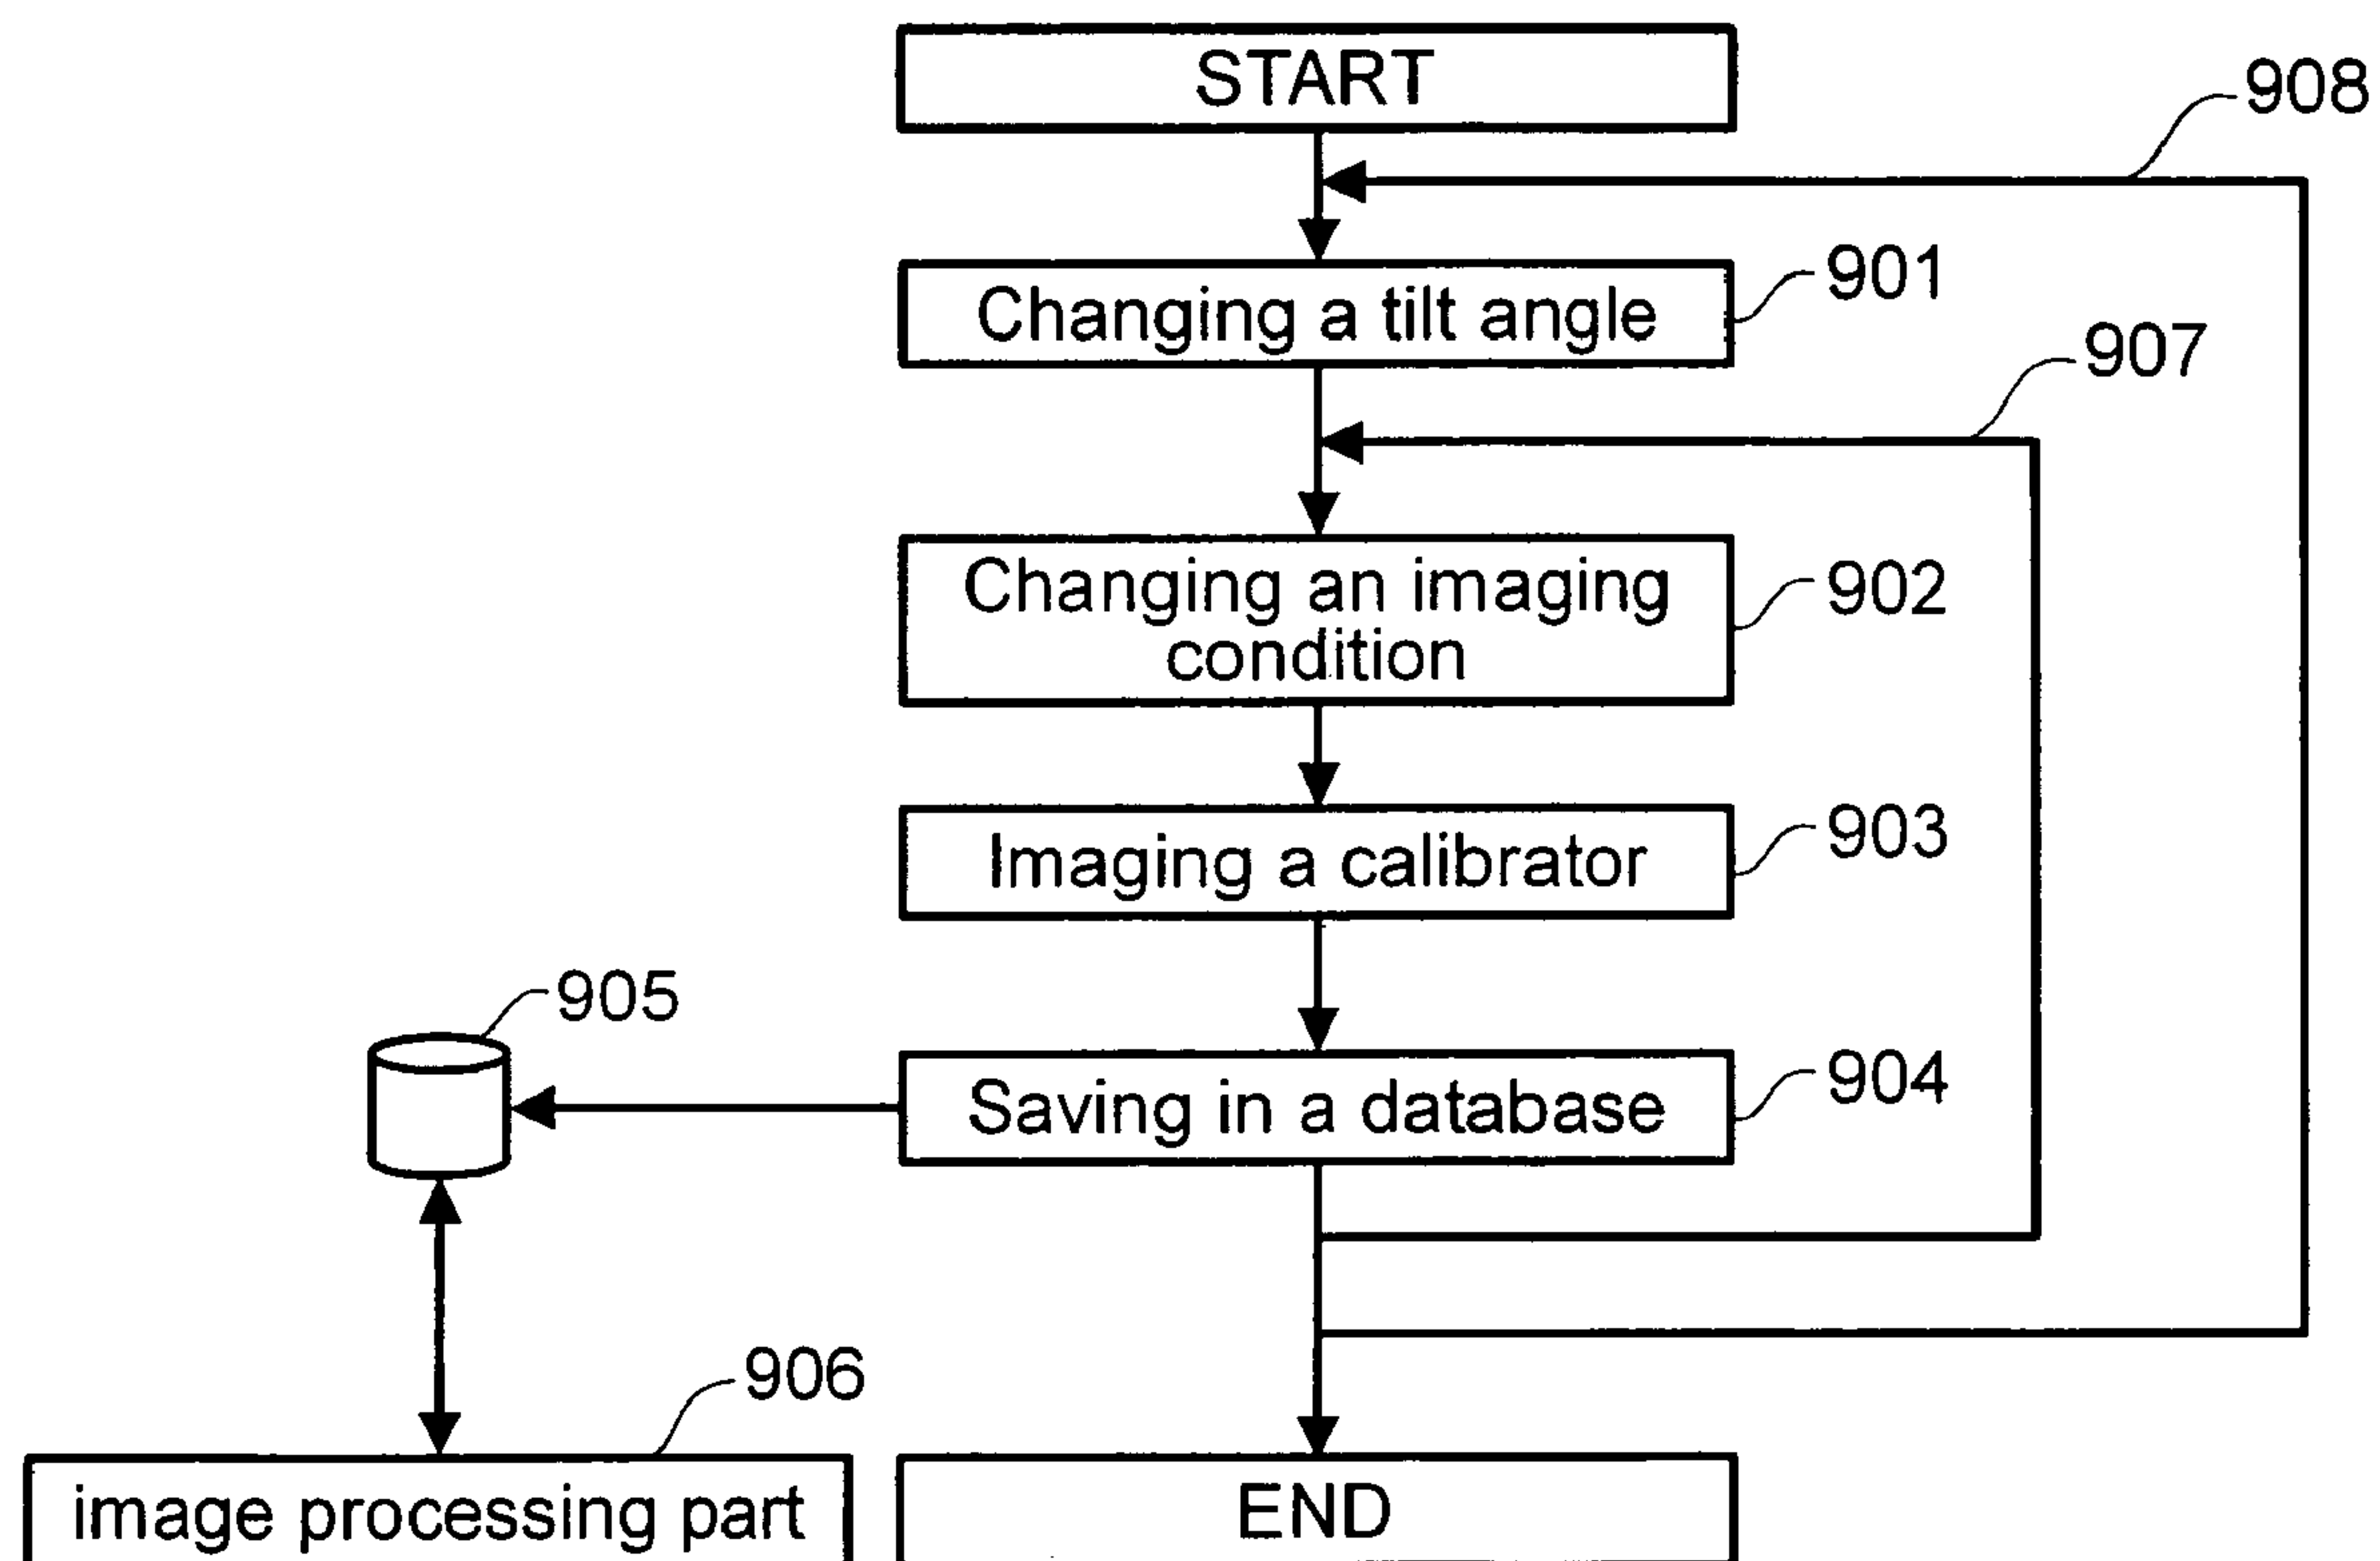 START
908
Changing a tilt angle
901
907
Changing an imaging
condition
902
Imaging a calibrator
903
905
Saving in a database
904
906
image processing part
END